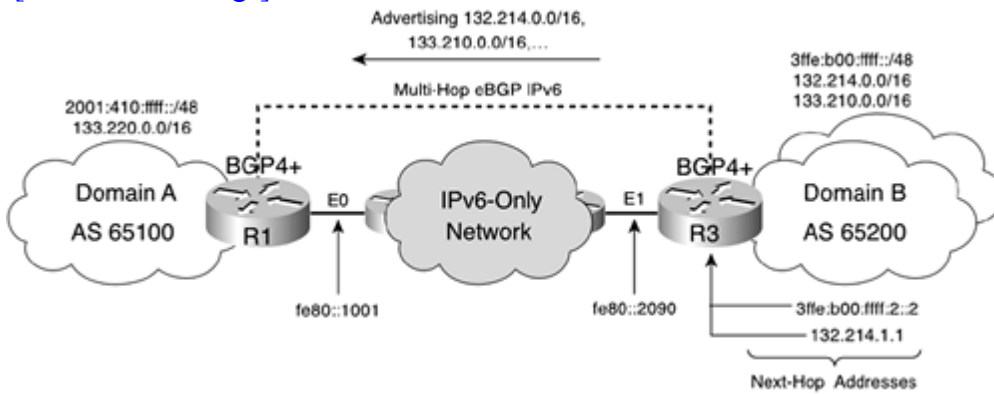 Advertising 132.214.0.0/16,
133.210.0.0/16,...
Multi-Hop eBGP IPv6
2001:410:ffff::/48
133.220.0.0/16
3ffe:b00:ffff::/48
132.214.0.0/16
133.210.0.0/16
Domain A
AS 65100
BGP4+
R1
E0
IPv6-Only
Network
E1
BGP4+
R3
Domain B
AS 65200
fe80::1001
fe80::2090
3ffe:b00:ffff:2::2
132.214.1.1
Next-Hop Addresses